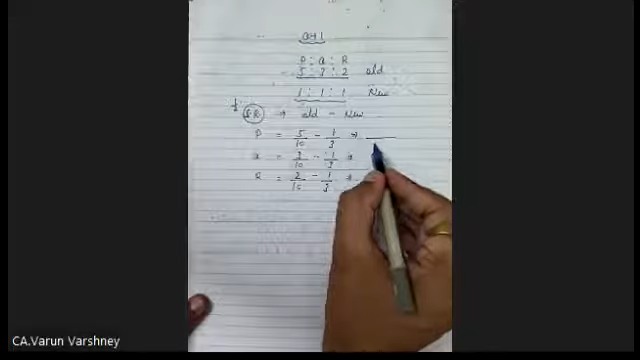 P : Q : R
5 : 3 : 2 old
1 : 1 : 1 New
SR ⇒ old - New
P = 5/10 - 1/3 ⇒
Q = 3/10 - 1/3 ⇒
R = 2/10 - 1/3 ⇒
CA.Varun Varshney